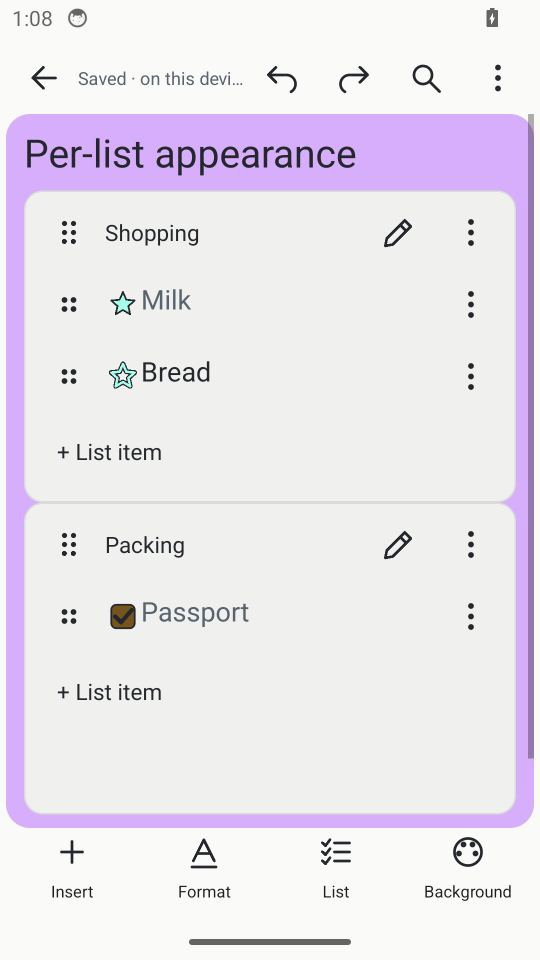 1:08
Saved · on this devi…
Per-list appearance
Shopping
Milk
Bread
+ List item
Packing
Passport
+ List item
Insert
Format
List
Background